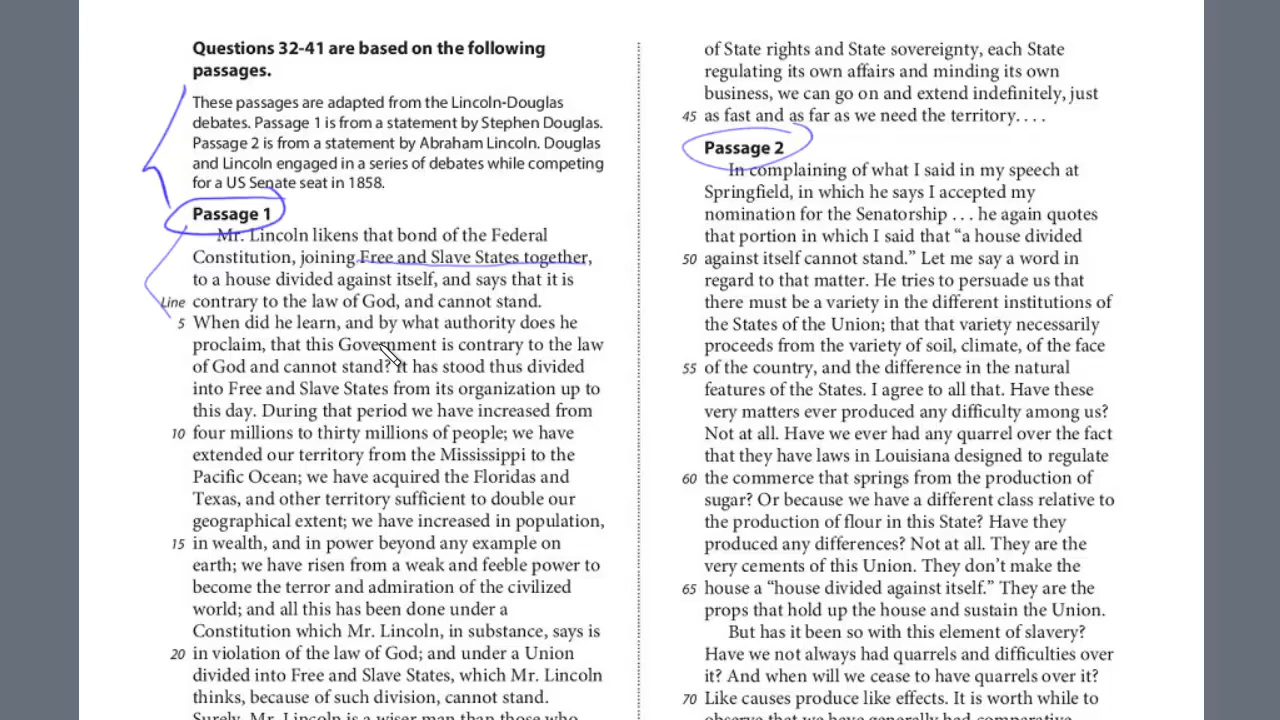 Questions 32-41 are based on the following
passages.
These passages are adapted from the Lincoln-Douglas
debates. Passage 1 is from a statement by Stephen Douglas.
Passage 2 is from a statement by Abraham Lincoln. Douglas
and Lincoln engaged in a series of debates while competing
for a US Senate seat in 1858.
Passage 1
Mr. Lincoln likens that bond of the Federal
Constitution, joining Free and Slave States together,
to a house divided against itself, and says that it is
Line contrary to the law of God, and cannot stand.
5 When did he learn, and by what authority does he
proclaim, that this Government is contrary to the law
of God and cannot stand? It has stood thus divided
into Free and Slave States from its organization up to
this day. During that period we have increased from
10 four millions to thirty millions of people; we have
extended our territory from the Mississippi to the
Pacific Ocean; we have acquired the Floridas and
Texas, and other territory sufficient to double our
geographical extent; we have increased in population,
15 in wealth, and in power beyond any example on
earth; we have risen from a weak and feeble power to
become the terror and admiration of the civilized
world; and all this has been done under a
Constitution which Mr. Lincoln, in substance, says is
20 in violation of the law of God; and under a Union
divided into Free and Slave States, which Mr. Lincoln
thinks, because of such division, cannot stand.
Surely, Mr. Lincoln is a wiser man than those who
of State rights and State sovereignty, each State
regulating its own affairs and minding its own
business, we can go on and extend indefinitely, just
45 as fast and as far as we need the territory. . . .
Passage 2
In complaining of what I said in my speech at
Springfield, in which he says I accepted my
nomination for the Senatorship . . . he again quotes
that portion in which I said that “a house divided
50 against itself cannot stand.” Let me say a word in
regard to that matter. He tries to persuade us that
there must be a variety in the different institutions of
the States of the Union; that that variety necessarily
proceeds from the variety of soil, climate, of the face
55 of the country, and the difference in the natural
features of the States. I agree to all that. Have these
very matters ever produced any difficulty among us?
Not at all. Have we ever had any quarrel over the fact
that they have laws in Louisiana designed to regulate
60 the commerce that springs from the production of
sugar? Or because we have a different class relative to
the production of flour in this State? Have they
produced any differences? Not at all. They are the
very cements of this Union. They don’t make the
65 house a “house divided against itself.” They are the
props that hold up the house and sustain the Union.
But has it been so with this element of slavery?
Have we not always had quarrels and difficulties over
it? And when will we cease to have quarrels over it?
70 Like causes produce like effects. It is worth while to
observe that we have generally had comparative